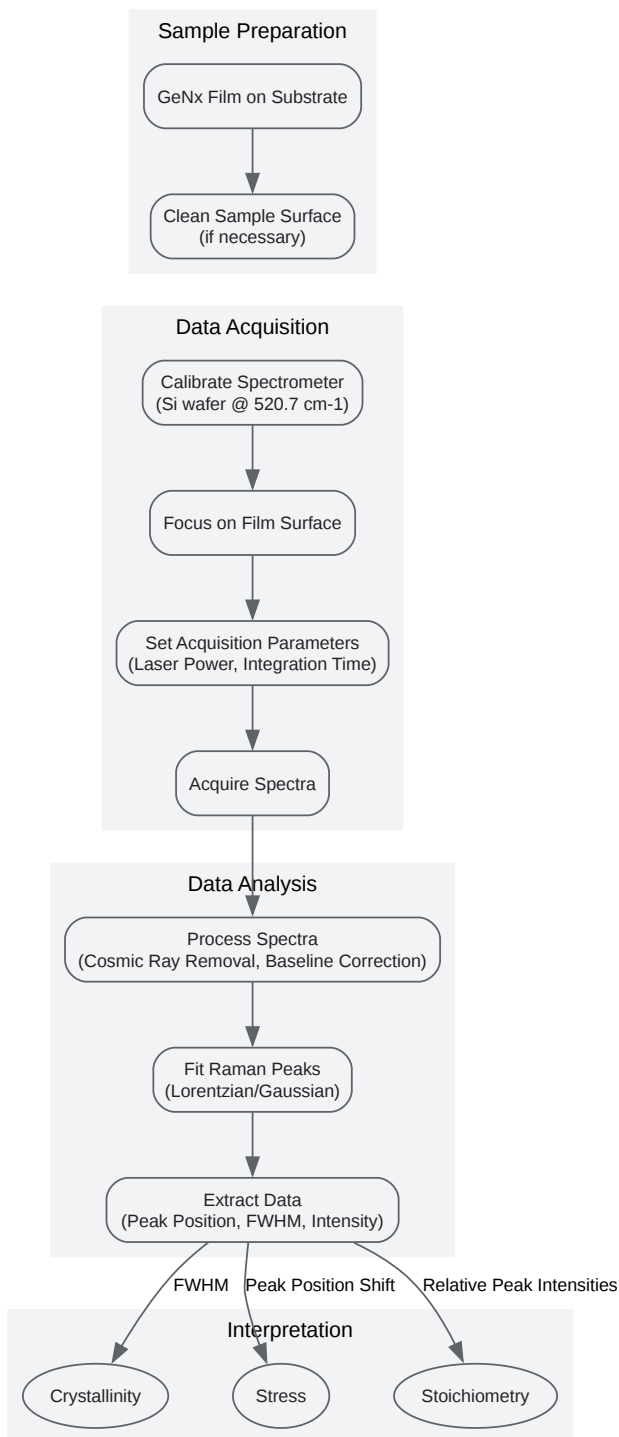 Sample Preparation
GeNx Film on Substrate
Clean Sample Surface
(if necessary)
Data Acquisition
Calibrate Spectrometer
(Si wafer @ 520.7 cm-1)
Focus on Film Surface
Set Acquisition Parameters
(Laser Power, Integration Time)
Acquire Spectra
Data Analysis
Process Spectra
(Cosmic Ray Removal, Baseline Correction)
Fit Raman Peaks
(Lorentzian/Gaussian)
Extract Data
(Peak Position, FWHM, Intensity)
FWHM
Peak Position Shift
Relative Peak Intensities
Interpretation
Crystallinity
Stress
Stoichiometry